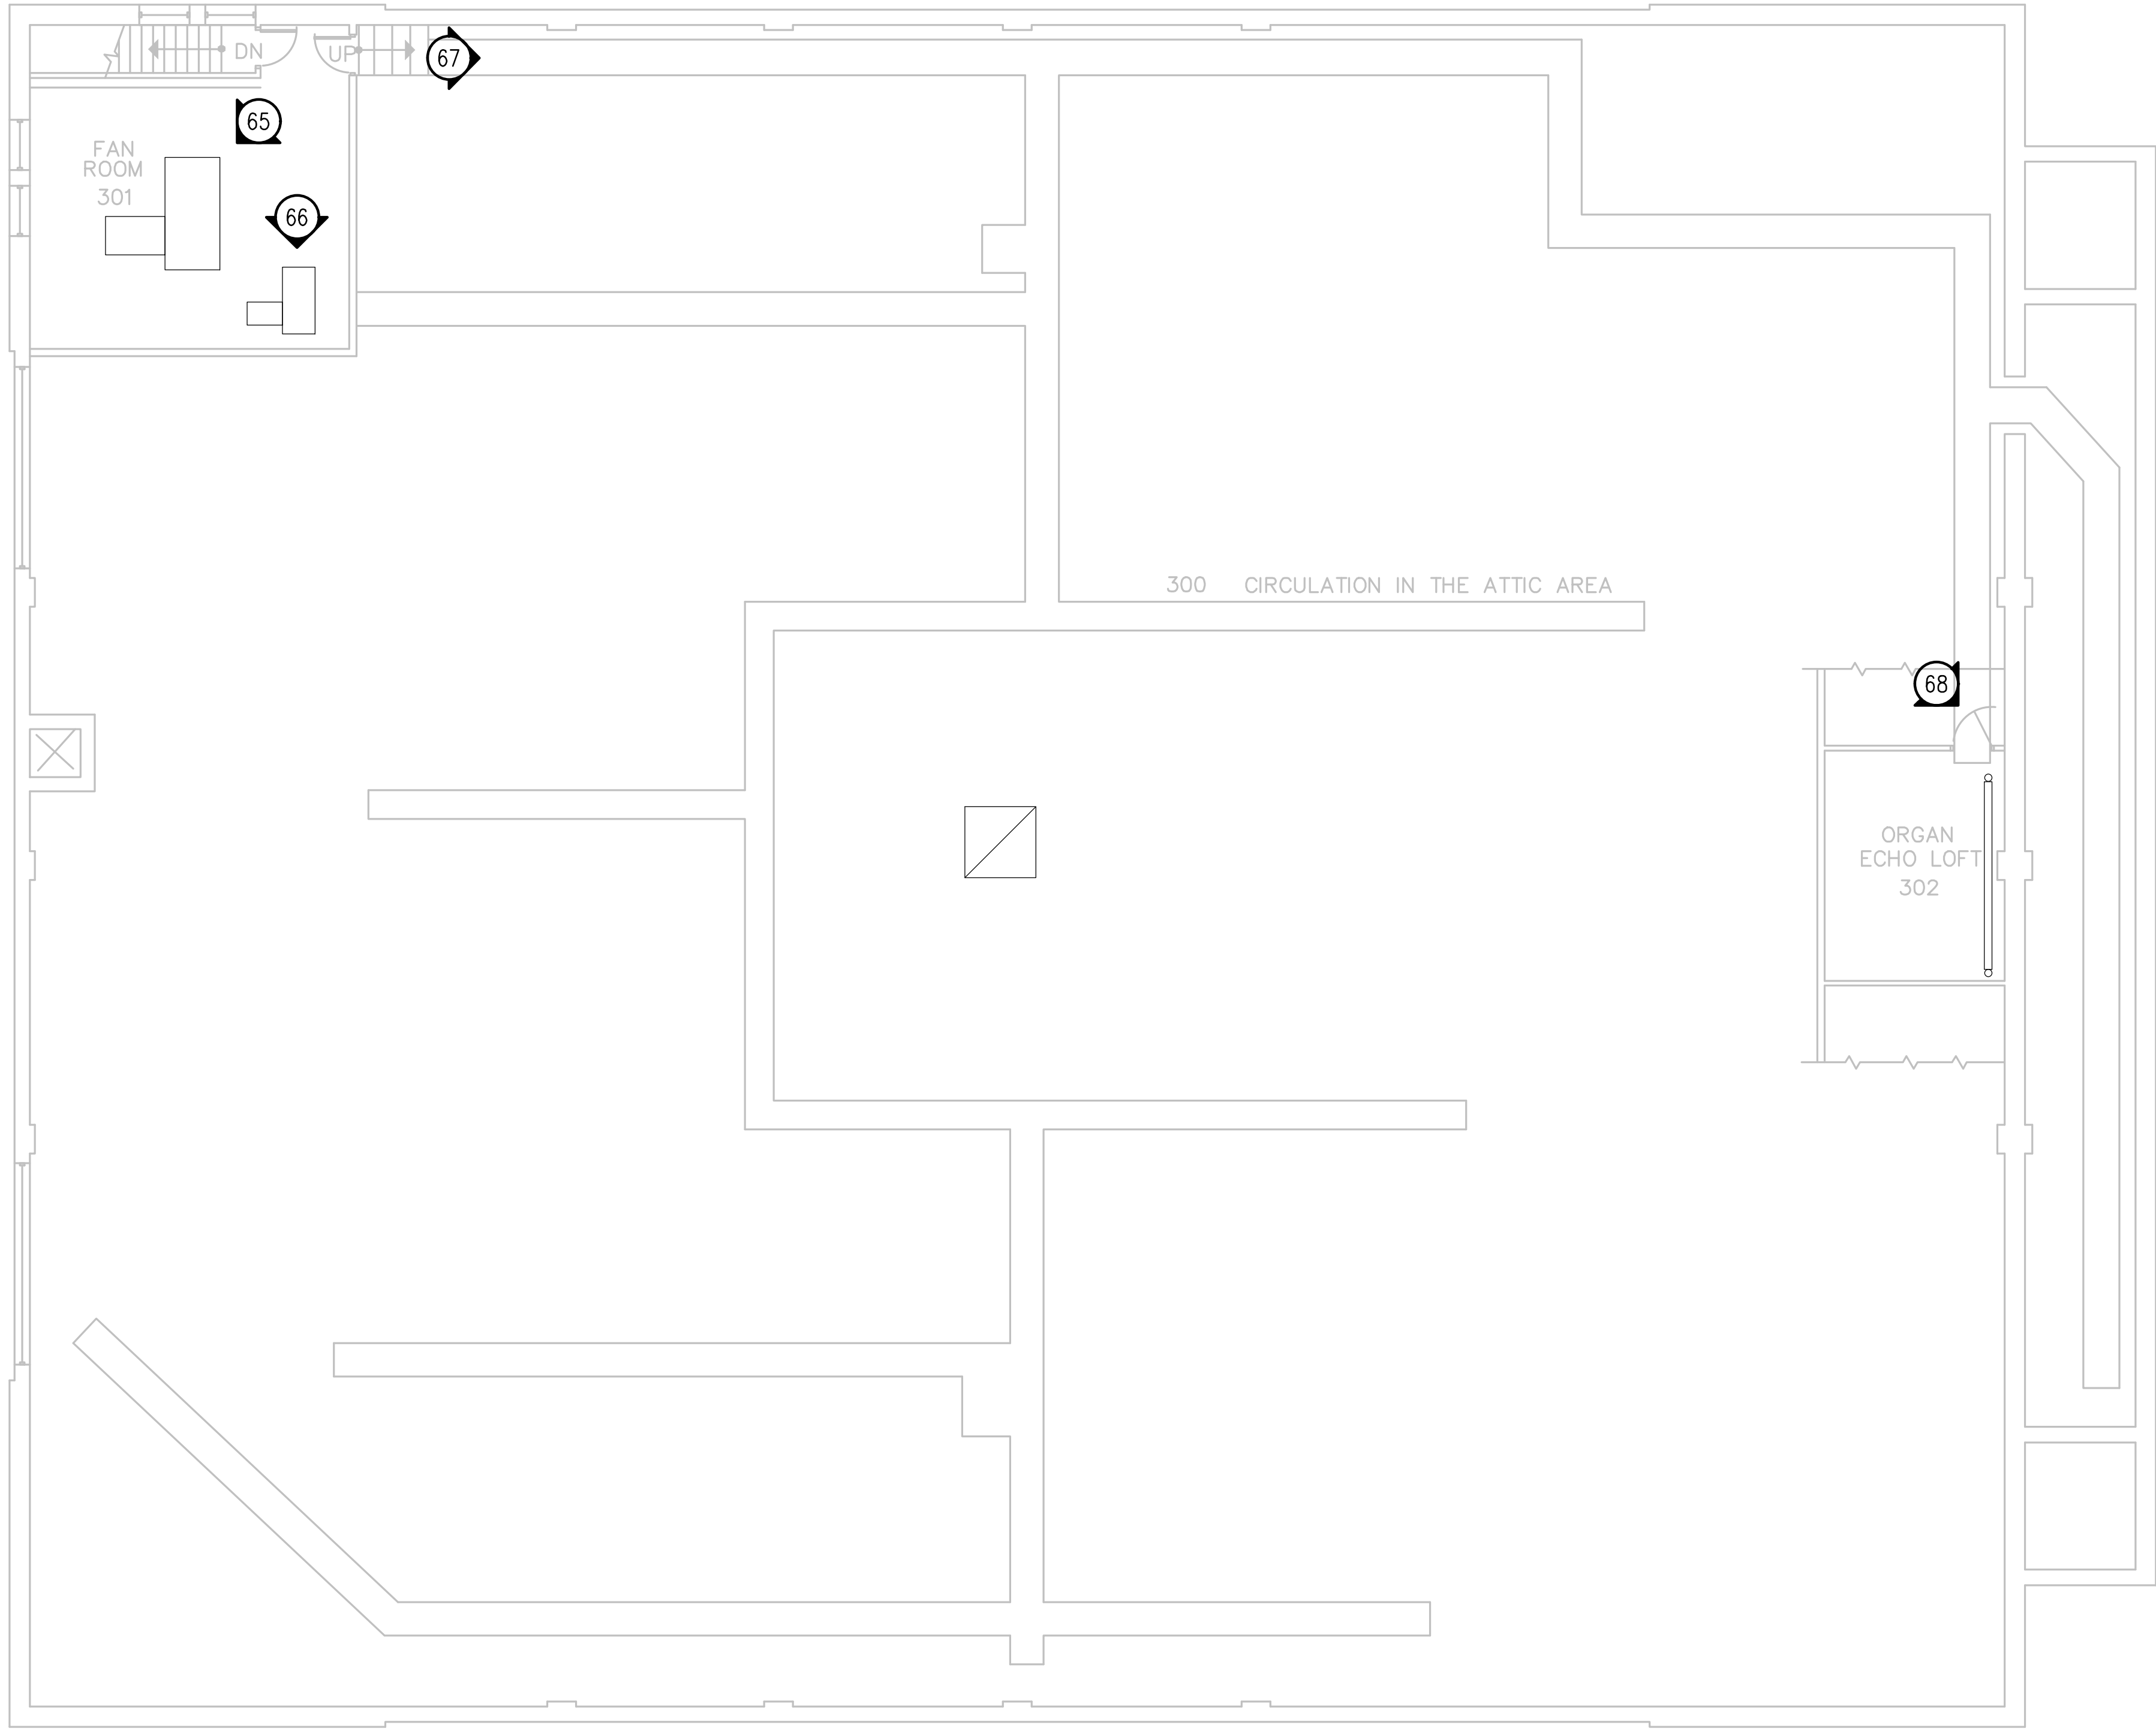 DN
UP
67
65
FAN
ROOM
301
66
300 CIRCULATION IN THE ATTIC AREA
68
ORGAN
ECHO LOFT
302